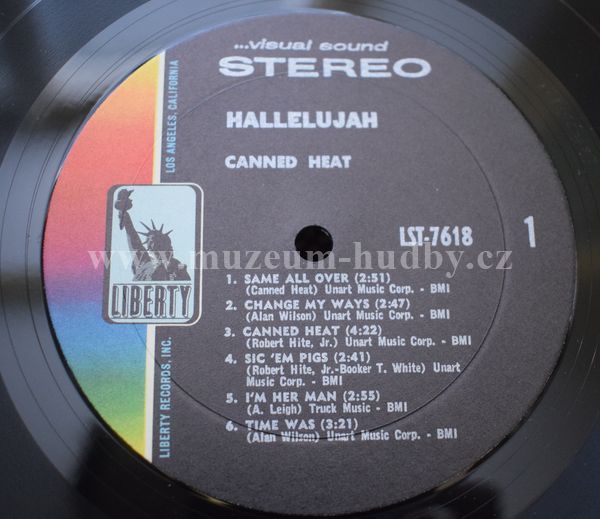 ...visual sound
STEREO
HALLELUJAH
CANNED HEAT
LST-7618
1
www.muzeum-hudby.cz
1. SAME ALL OVER (2:51)
(Canned Heat) Unart Music Corp. - BMI
2. CHANGE MY WAYS (2:47)
(Alan Wilson) Unart Music Corp. - BMI
3. CANNED HEAT (4:22)
(Robert Hite, Jr.) Unart Music Corp. - BMI
4. SIC 'EM PIGS (2:41)
(Robert Hite, Jr.-Booker T. White) Unart
Music Corp. - BMI
5. I'M HER MAN (2:55)
(A. Leigh) Truck Music - BMI
6. TIME WAS (3:21)
(Alan Wilson) Unart Music Corp. - BMI
LIBERTY
LIBERTY RECORDS, INC.
LOS ANGELES, CALIFORNIA